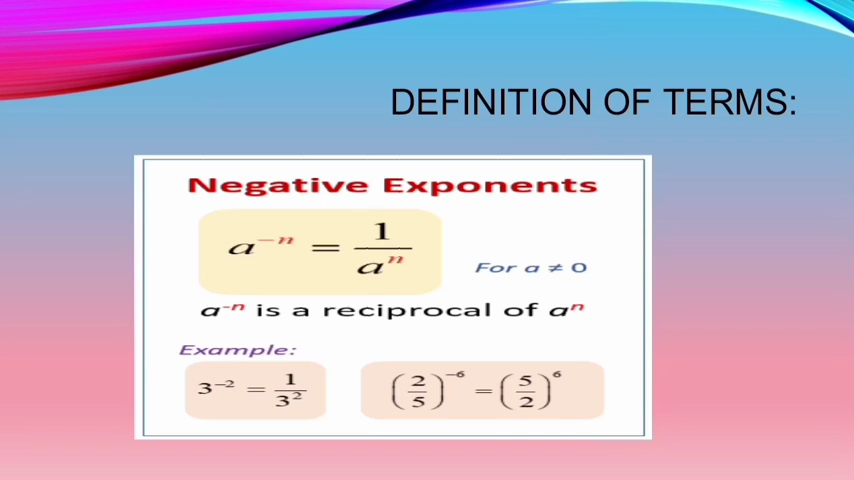 DEFINITION OF TERMS:
Negative Exponents
a⁻ⁿ = 1/aⁿ
For a ≠ 0
a⁻ⁿ is a reciprocal of aⁿ
Example:
3⁻² = 1/3² (2/5)⁻⁶ = (5/2)⁶